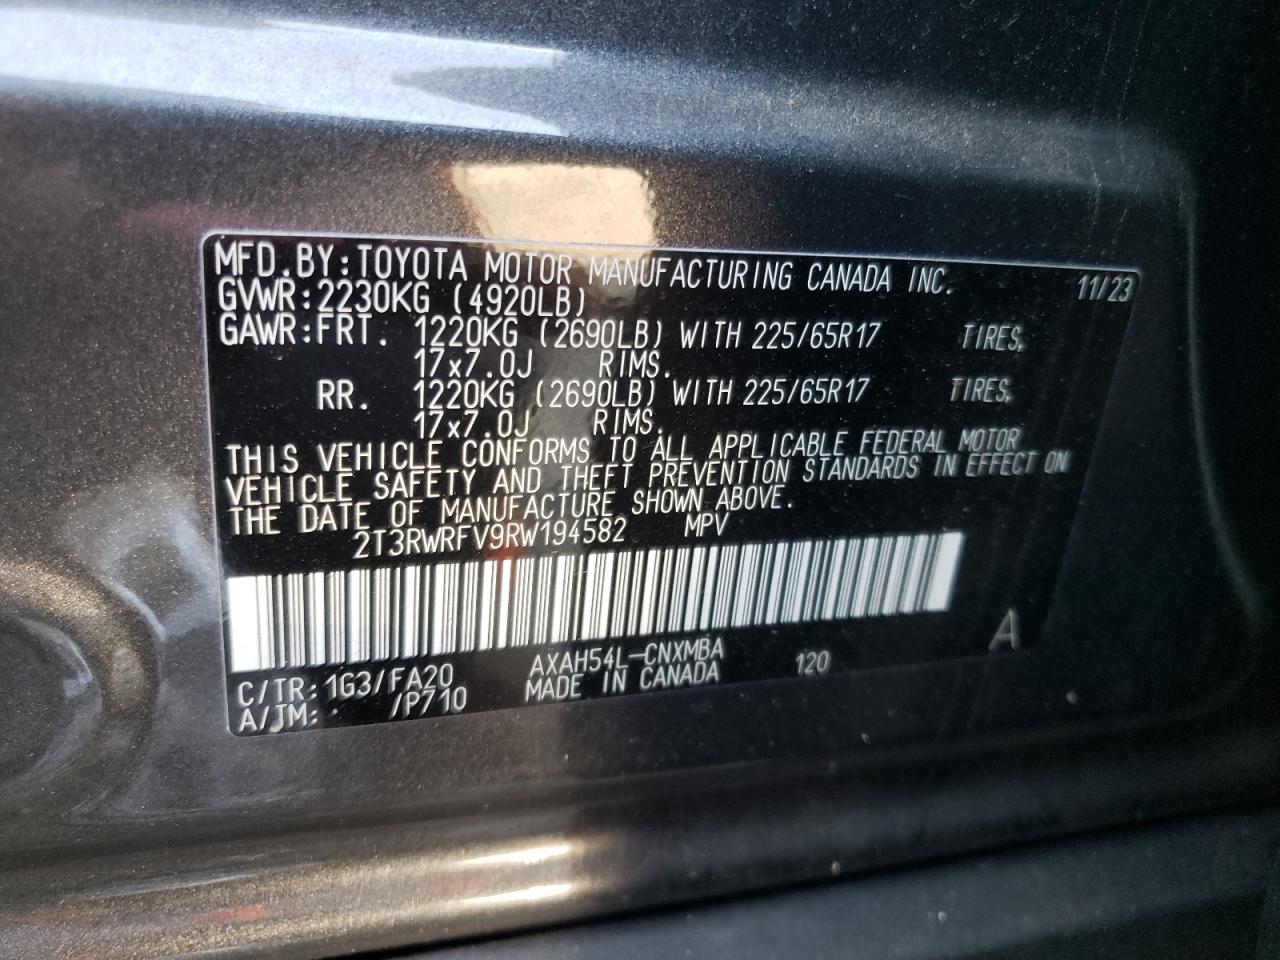 MFD.BY:TOYOTA MOTOR MANUFACTURING CANADA INC. 11/23
GVWR:2230KG (4920LB)
GAWR:FRT. 1220KG (2690LB) WITH 225/65R17 TIRES,
17x7.0J RIMS.
RR. 1220KG (2690LB) WITH 225/65R17 TIRES,
17x7.0J RIMS.
THIS VEHICLE CONFORMS TO ALL APPLICABLE FEDERAL MOTOR
VEHICLE SAFETY AND THEFT PREVENTION STANDARDS IN EFFECT ON
THE DATE OF MANUFACTURE SHOWN ABOVE.
2T3RWRFV9RW194582 MPV
A
C/TR:1G3/FA20 AXAH54L-CNXMBA 120
A/TM: /P710 MADE IN CANADA